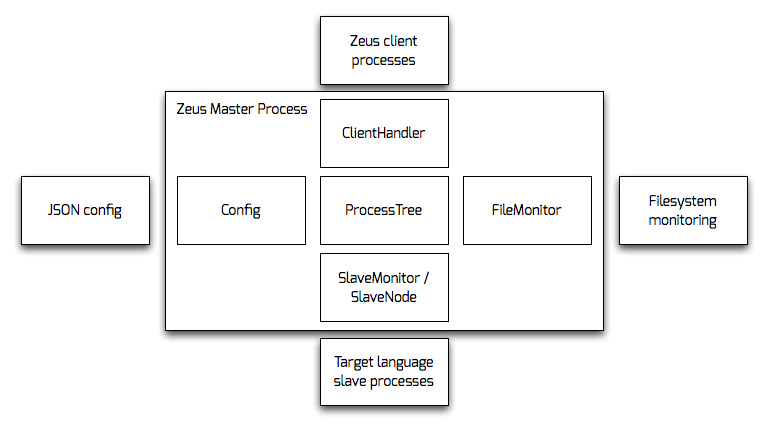 Zeus client
processes
Zeus Master Process
ClientHandler
JSON config
Config
ProcessTree
FileMonitor
Filesystem
monitoring
SlaveMonitor /
SlaveNode
Target language
slave processes